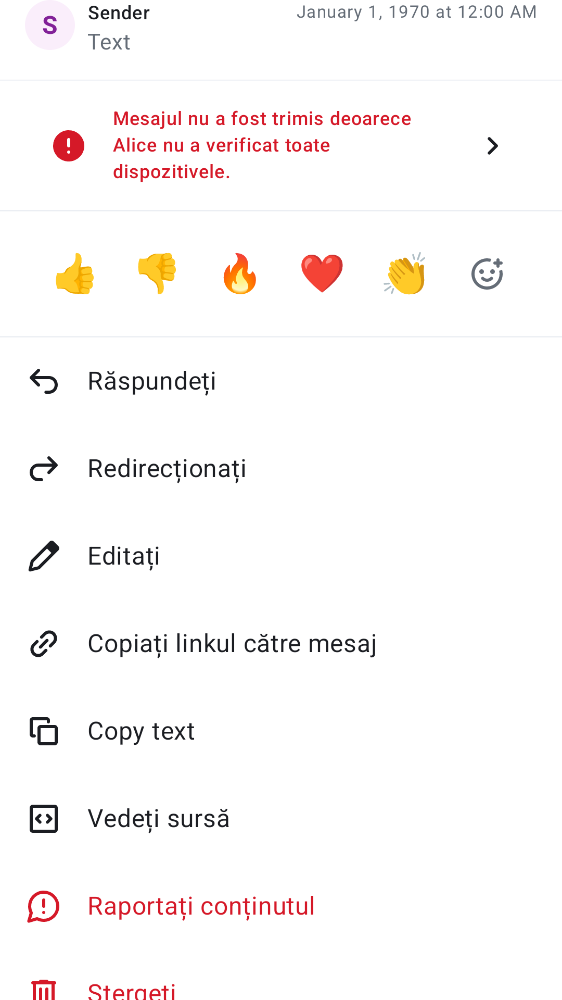 S
Sender
January 1, 1970 at 12:00 AM
Text
Mesajul nu a fost trimis deoarece
Alice nu a verificat toate
dispozitivele.
Răspundeți
Redirecționați
Editați
Copiați linkul către mesaj
Copy text
Vedeți sursă
Raportați conținutul
Ștergeți